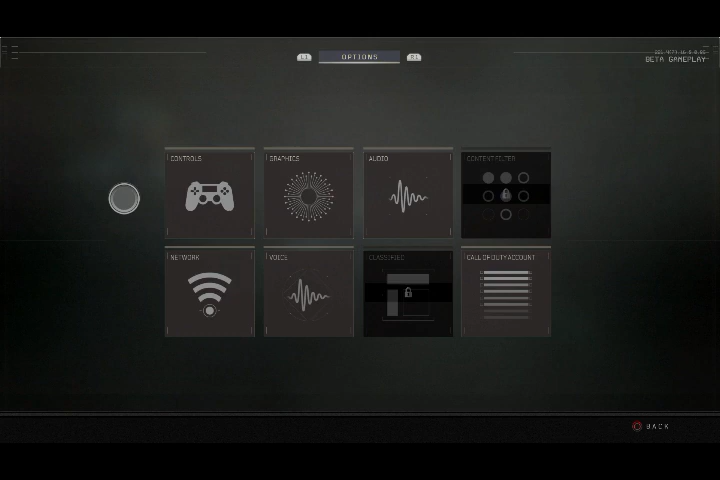 L1 OPTIONS R1
BETA GAMEPLAY
CONTROLS GRAPHICS AUDIO CONTENT FILTER
NETWORK VOICE CLASSIFIED CALL OF DUTY ACCOUNT
BACK